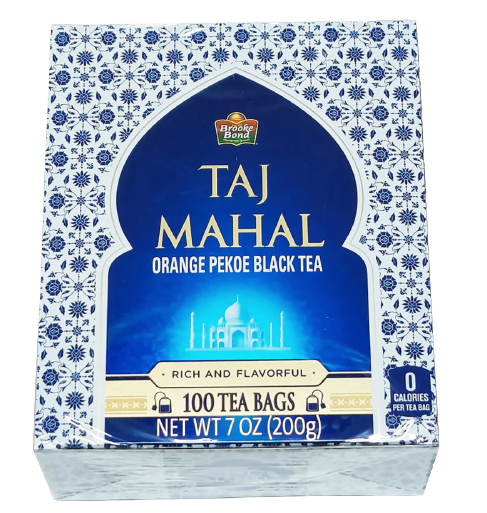 Brooke
Bond
TAJ
MAHAL
ORANGE PEKOE BLACK TEA
· RICH AND FLAVORFUL ·
100 TEA BAGS
NET WT 7 OZ (200g)
0
CALORIES
PER TEA BAG